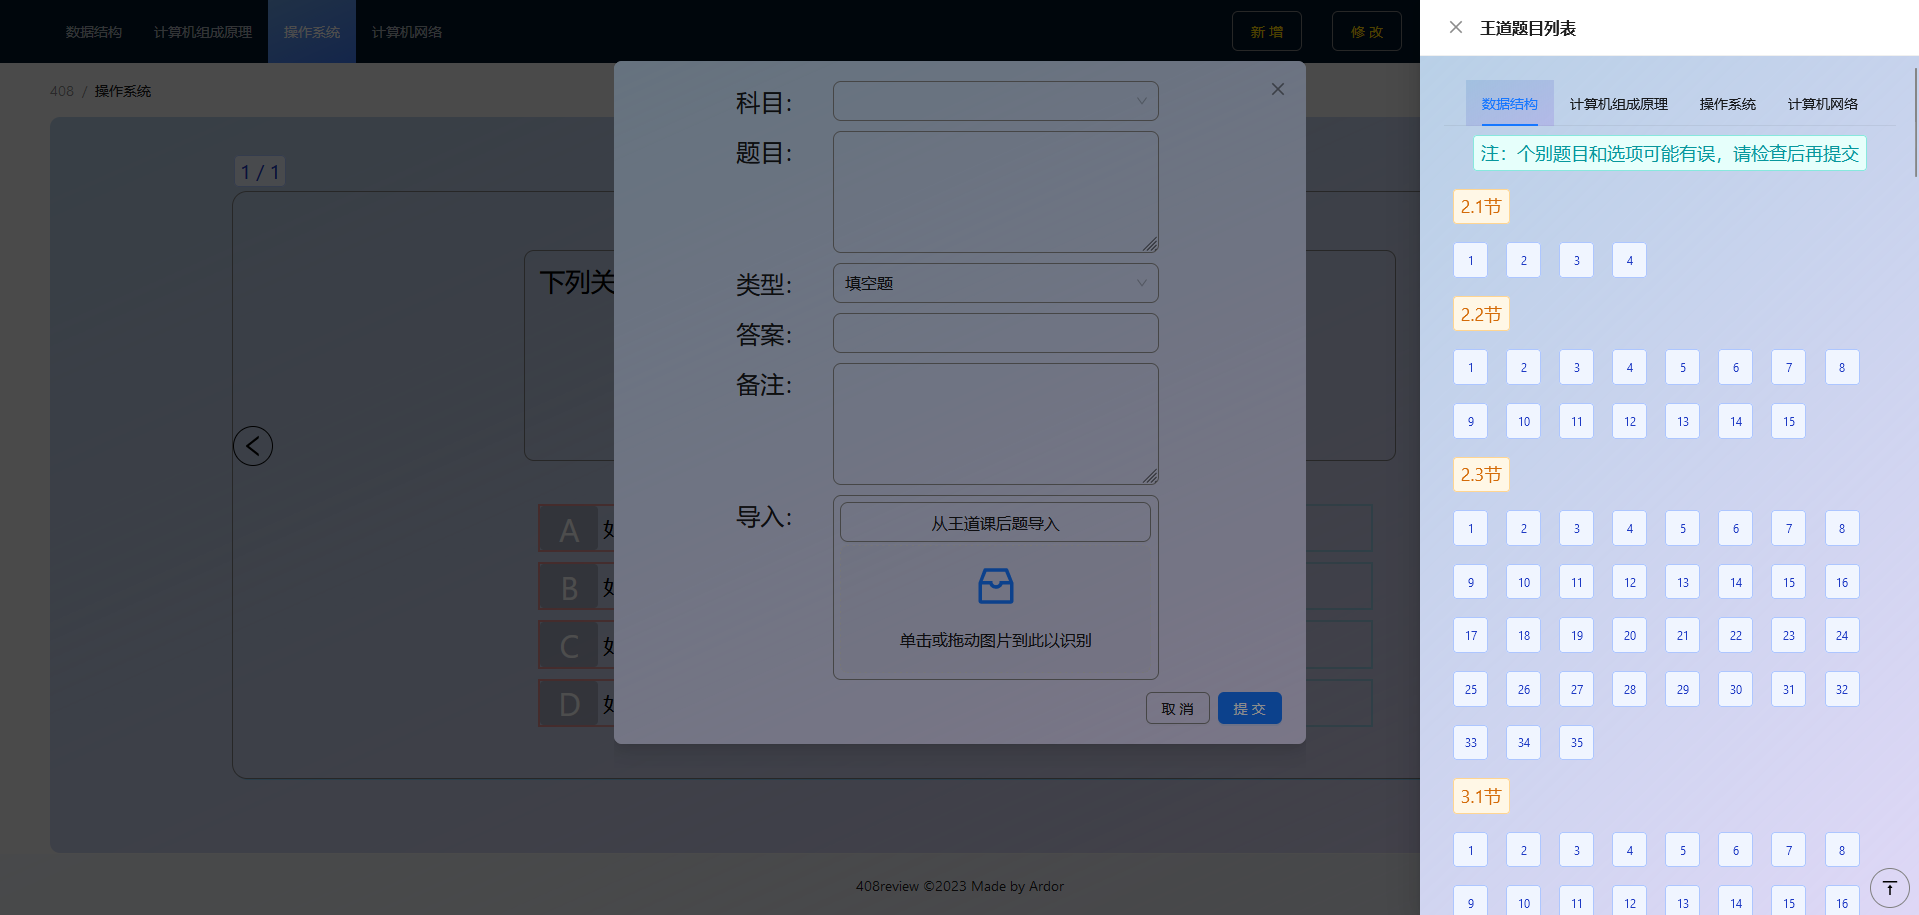 数据结构 计算机组成原理 操作系统 计算机网络 新 增 修 改
408 / 操作系统
1 / 1
下列关
A 如
B 如
C 如
D 如
科目：
题目：
类型： 填空题
答案：
备注：
导入： 从王道课后题导入
单击或拖动图片到此以识别
取 消 提 交
408review ©2023 Made by Ardor
王道题目列表
数据结构 计算机组成原理 操作系统 计算机网络
注：个别题目和选项可能有误，请检查后再提交
2.1节
1 2 3 4
2.2节
1 2 3 4 5 6 7 8
9 10 11 12 13 14 15
2.3节
1 2 3 4 5 6 7 8
9 10 11 12 13 14 15 16
17 18 19 20 21 22 23 24
25 26 27 28 29 30 31 32
33 34 35
3.1节
1 2 3 4 5 6 7 8
9 10 11 12 13 14 15 16